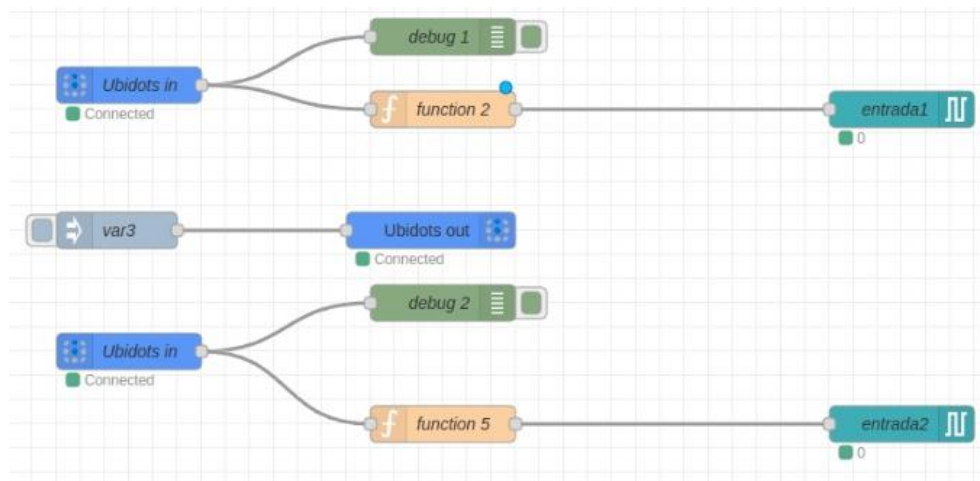 debug 1
Ubidots in
Connected
function 2
entrada1
0
var3
Ubidots out
Connected
debug 2
Ubidots in
Connected
function 5
entrada2
0